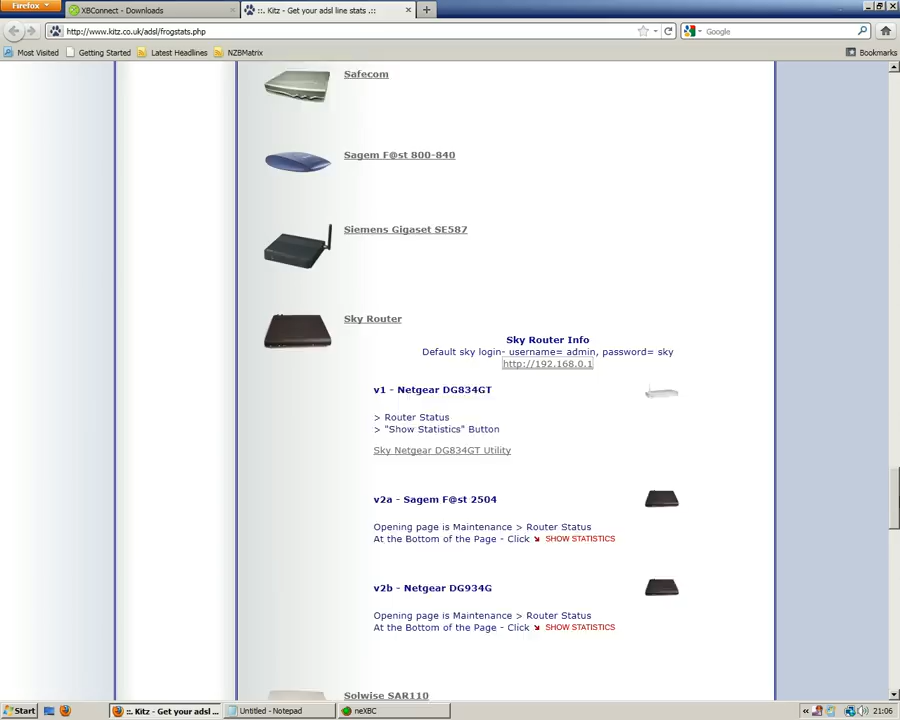 Firefox
XBConnect - Downloads
::. Kitz - Get your adsl line stats .::
http://www.kitz.co.uk/adsl/frogstats.php
Google
Most Visited
Getting Started
Latest Headlines
NZBMatrix
Bookmarks
Safecom
Sagem F@st 800-840
Siemens Gigaset SE587
Sky Router
Sky Router Info
Default sky login- username= admin, password= sky
http://192.168.0.1
v1 - Netgear DG834GT
> Router Status
> "Show Statistics" Button
Sky Netgear DG834GT Utility
v2a - Sagem F@st 2504
Opening page is Maintenance > Router Status
At the Bottom of the Page - Click SHOW STATISTICS
v2b - Netgear DG934G
Opening page is Maintenance > Router Status
At the Bottom of the Page - Click SHOW STATISTICS
Solwise SAR110
Start
::. Kitz - Get your adsl ...
Untitled - Notepad
neXBC
21:06